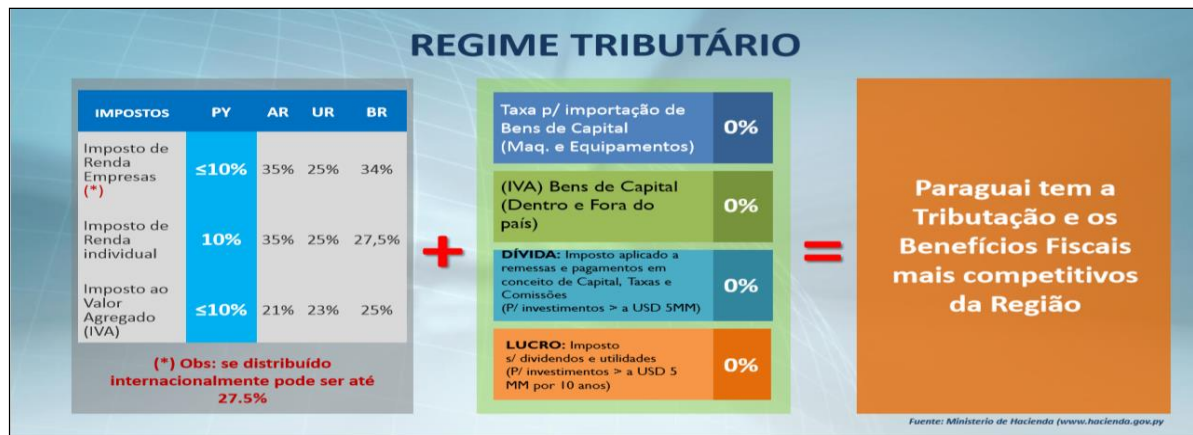 REGIME TRIBUTÁRIO
IMPOSTOS PY AR UR BR
Imposto de
Renda
Empresas
(*)
≤10% 35% 25% 34%
Imposto de
Renda
individual
10% 35% 25% 27,5%
Imposto ao
Valor
Agregado
(IVA)
≤10% 21% 23% 25%
(*) Obs: se distribuído
internacionalmente pode ser até
27.5%
+
Taxa p/ importação de
Bens de Capital
(Maq. e Equipamentos)
0%
(IVA) Bens de Capital
(Dentro e Fora do
país)
0%
DÍVIDA: Imposto aplicado a
remessas e pagamentos em
conceito de Capital, Taxas e
Comissões
(P/ investimentos > a USD 5MM)
0%
LUCRO: Imposto
s/ dividendos e utilidades
(P/ investimentos > a USD 5
MM por 10 anos)
0%
=
Paraguai tem a
Tributação e os
Benefícios Fiscais
mais competitivos
da Região
Fuente: Ministerio de Hacienda (www.hacienda.gov.py